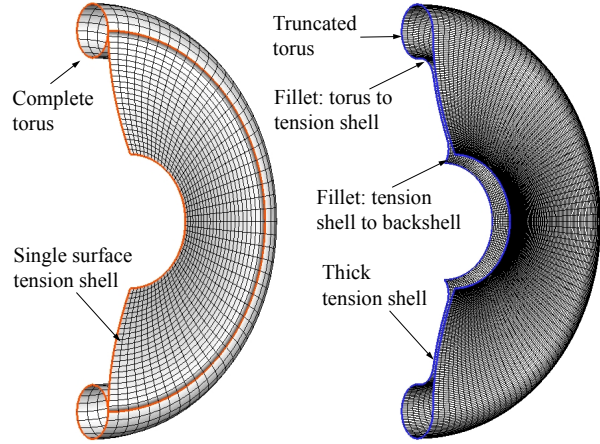 Complete
torus
Single surface
tension shell
Truncated
torus
Fillet: torus to
tension shell
Fillet: tension
shell to backshell
Thick
tension shell